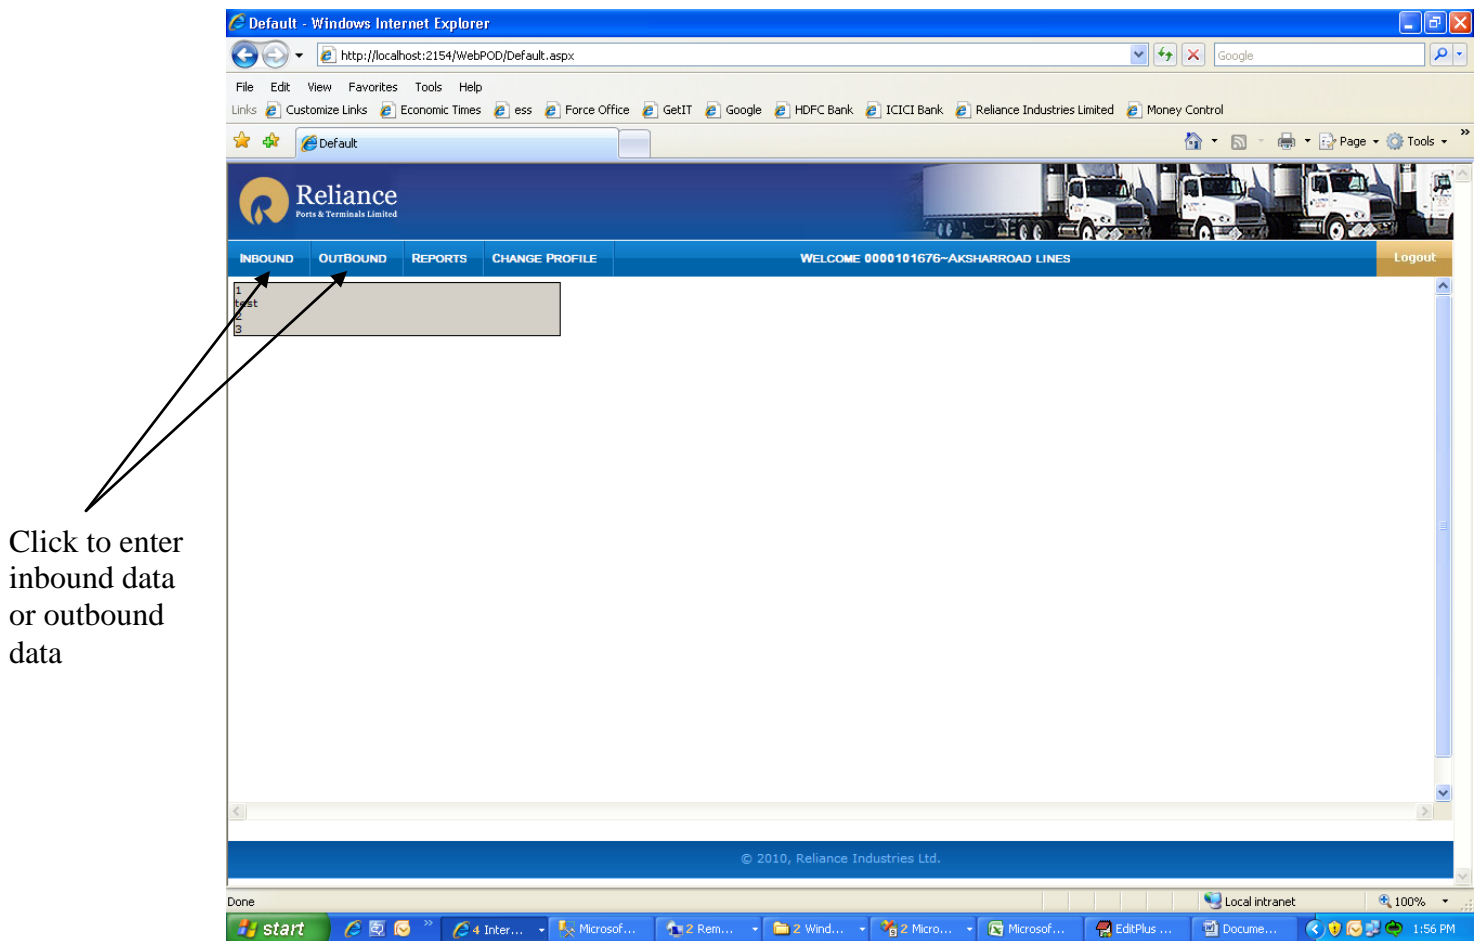 Default - Windows Internet Explorer
http://localhost:2154/WebPOD/Default.aspx
Google
File Edit View Favorites Tools Help
Links Customize Links Economic Times ess Force Office GetIT Google HDFC Bank ICICI Bank Reliance Industries Limited Money Control
Default
Page Tools »
Reliance
Ports & Terminals Limited
INBOUND OUTBOUND REPORTS CHANGE PROFILE WELCOME 0000101676~AKSHARROAD LINES Logout
1
test
2
3
Click to enter
inbound data
or outbound
data
© 2010, Reliance Industries Ltd.
Done Local intranet 100%
start » 4 Inter... Microsof... 2 Rem... 2 Wind... 2 Micro... Microsof... EditPlus ... Docume... 1:56 PM